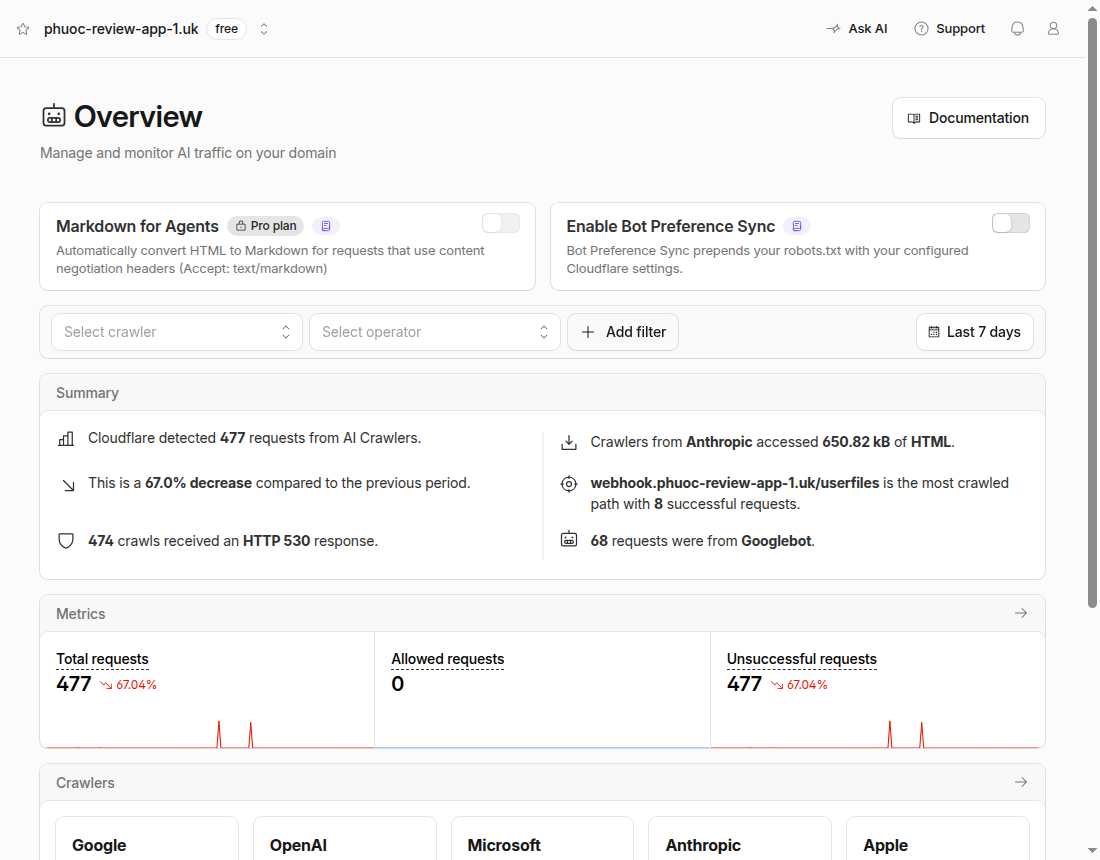 phuoc-review-app-1.uk free Ask AI Support
Overview
Documentation
Manage and monitor AI traffic on your domain
Markdown for Agents Pro plan
Automatically convert HTML to Markdown for requests that use content
negotiation headers (Accept: text/markdown)
Enable Bot Preference Sync
Bot Preference Sync prepends your robots.txt with your configured
Cloudflare settings.
Select crawler Select operator Add filter Last 7 days
Summary
Cloudflare detected 477 requests from AI Crawlers.
This is a 67.0% decrease compared to the previous period.
474 crawls received an HTTP 530 response.
Crawlers from Anthropic accessed 650.82 kB of HTML.
webhook.phuoc-review-app-1.uk/userfiles is the most crawled
path with 8 successful requests.
68 requests were from Googlebot.
Metrics
Total requests
477 67.04%
Allowed requests
0
Unsuccessful requests
477 67.04%
Crawlers
Google OpenAI Microsoft Anthropic Apple